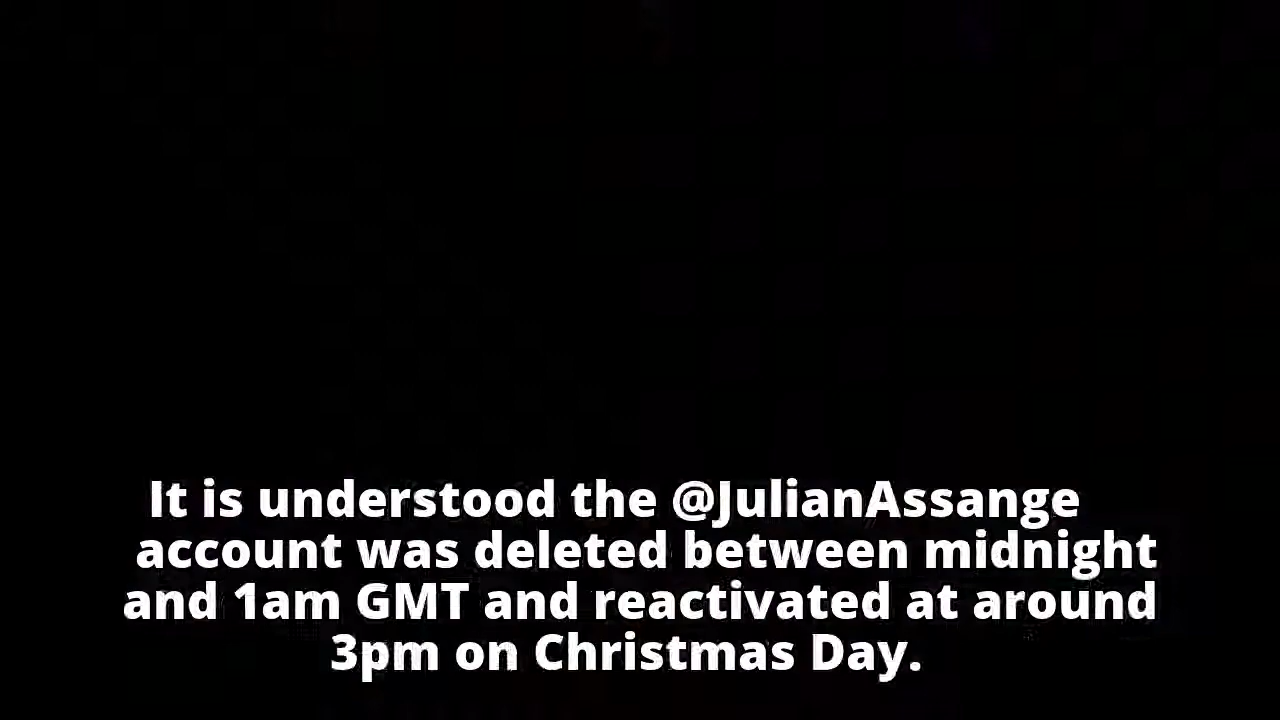 It is understood the @JulianAssange
account was deleted between midnight
and 1am GMT and reactivated at around
3pm on Christmas Day.